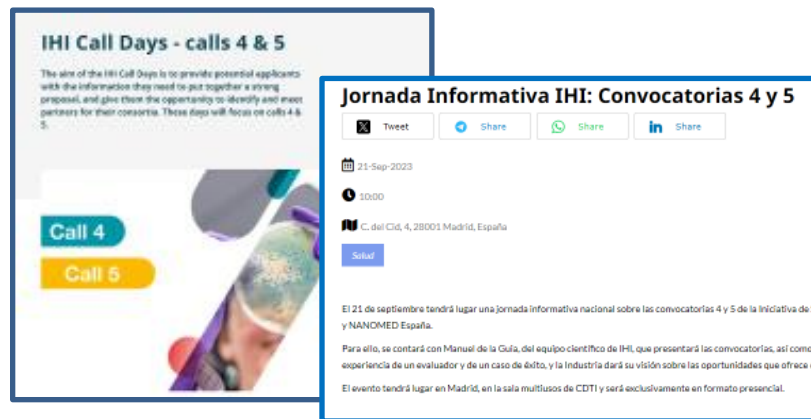 IHI Call Days - calls 4 & 5
The aim of the IHI Call Days is to provide potential applicants
with the information they need to put together a strong
proposal, and give them the opportunity to identify and meet
partners for their consortia. These days will focus on calls 4 &
5.
Call 4
Call 5
Jornada Informativa IHI: Convocatorias 4 y 5
Tweet
Share
Share
Share
21-Sep-2023
10:00
C. del Cid, 4, 28001 Madrid, España
Salud
El 21 de septiembre tendrá lugar una jornada informativa nacional sobre las convocatorias 4 y 5 de la Iniciativa de
y NANOMED España.
Para ello, se contará con Manuel de la Guia, del equipo científico de IHI, que presentará las convocatorias, así como
experiencia de un evaluador y de un caso de éxito, y la Industria dará su visión sobre las oportunidades que ofrece
El evento tendrá lugar en Madrid, en la sala multiusos de CDTI y será exclusivamente en formato presencial.